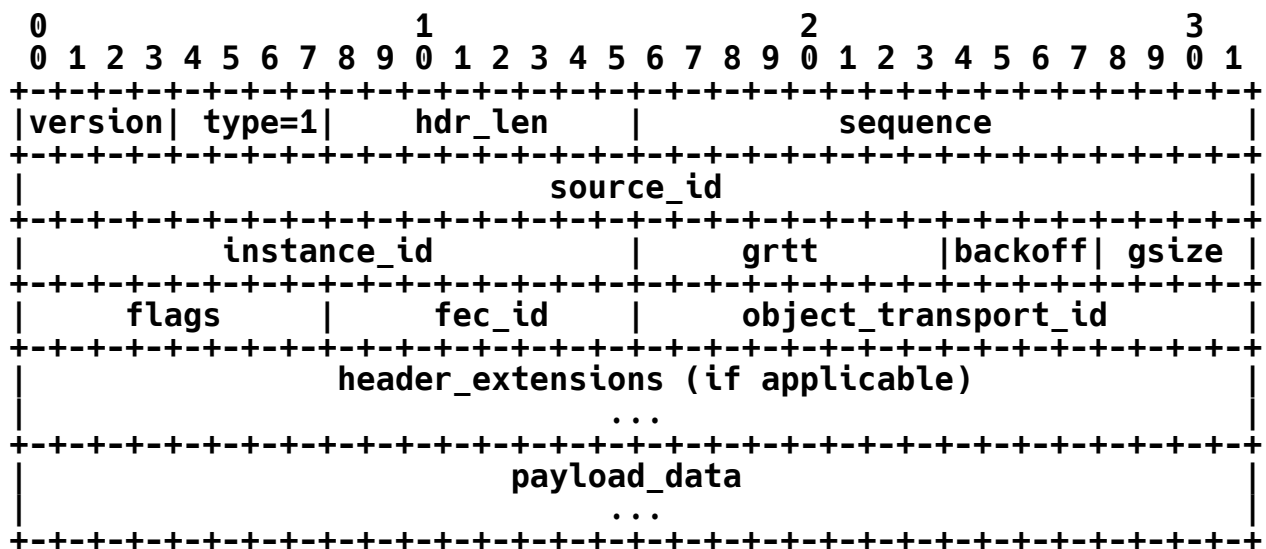 0                   1                   2                   3
 0 1 2 3 4 5 6 7 8 9 0 1 2 3 4 5 6 7 8 9 0 1 2 3 4 5 6 7 8 9 0 1
+-+-+-+-+-+-+-+-+-+-+-+-+-+-+-+-+-+-+-+-+-+-+-+-+-+-+-+-+-+-+-+-+
|version| type=1|    hdr_len    |          sequence             |
+-+-+-+-+-+-+-+-+-+-+-+-+-+-+-+-+-+-+-+-+-+-+-+-+-+-+-+-+-+-+-+-+
|                           source_id                           |
+-+-+-+-+-+-+-+-+-+-+-+-+-+-+-+-+-+-+-+-+-+-+-+-+-+-+-+-+-+-+-+-+
|          instance_id          |     grtt      |backoff| gsize |
+-+-+-+-+-+-+-+-+-+-+-+-+-+-+-+-+-+-+-+-+-+-+-+-+-+-+-+-+-+-+-+-+
|     flags     |     fec_id    |     object_transport_id       |
+-+-+-+-+-+-+-+-+-+-+-+-+-+-+-+-+-+-+-+-+-+-+-+-+-+-+-+-+-+-+-+-+
|                header_extensions (if applicable)              |
|                              ...                              |
+-+-+-+-+-+-+-+-+-+-+-+-+-+-+-+-+-+-+-+-+-+-+-+-+-+-+-+-+-+-+-+-+
|                         payload_data                          |
|                              ...                              |
+-+-+-+-+-+-+-+-+-+-+-+-+-+-+-+-+-+-+-+-+-+-+-+-+-+-+-+-+-+-+-+-+